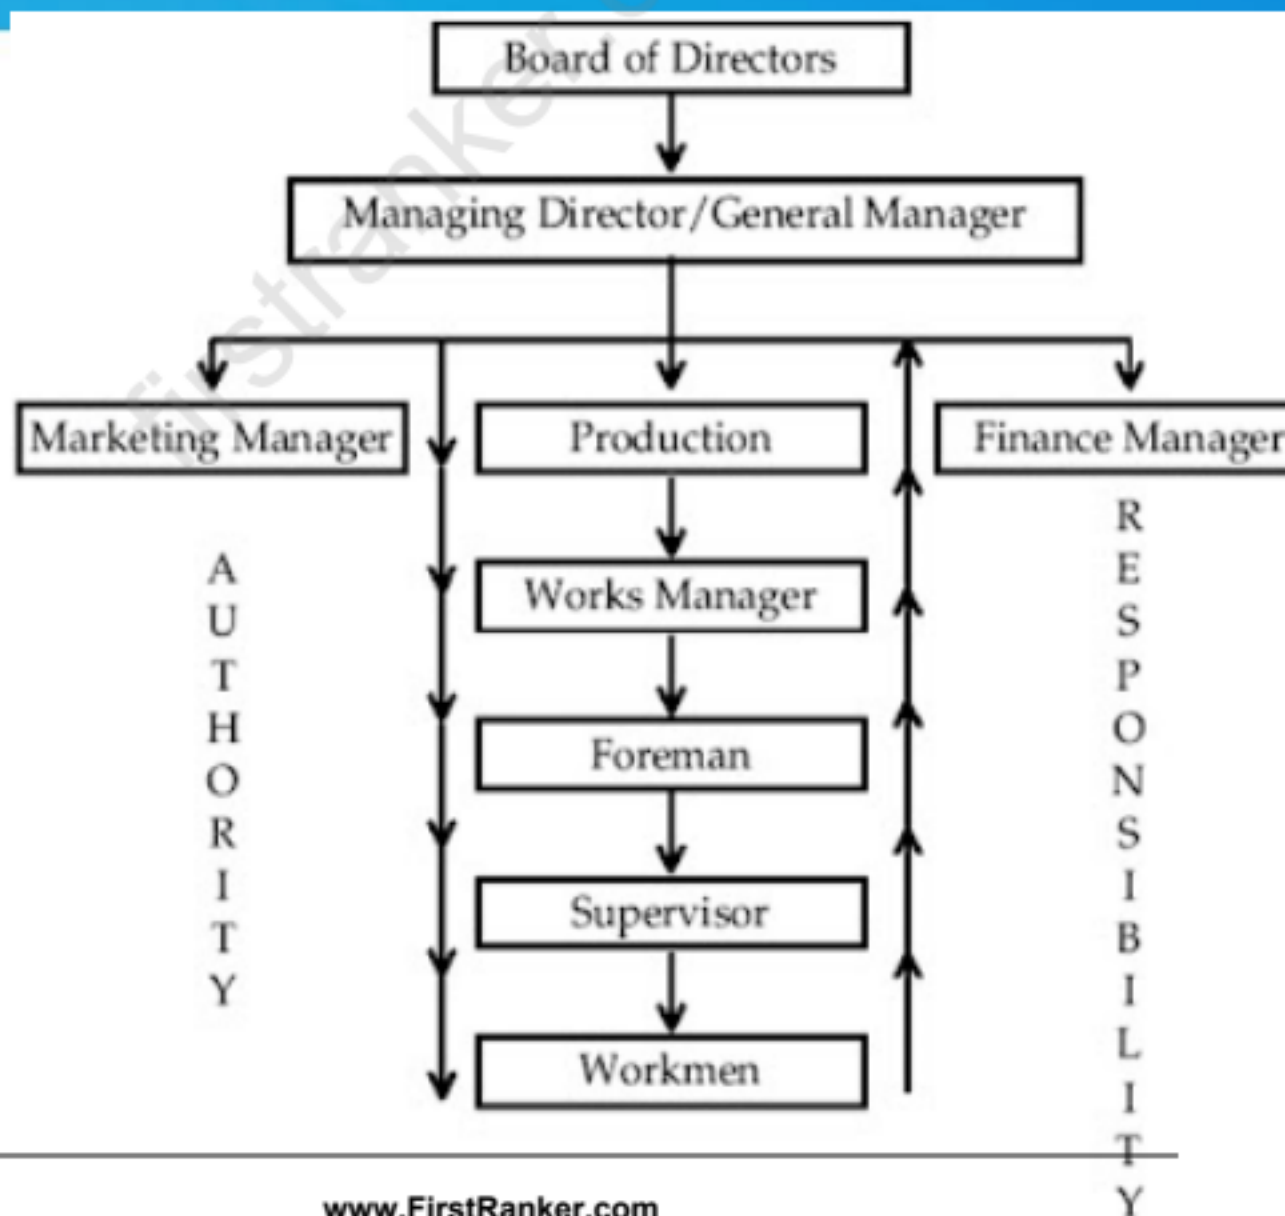 Board of Directors
Managing Director/General Manager
Marketing Manager
Production
Finance Manager
Works Manager
Foreman
Supervisor
Workmen
AUTHORITY
RESPONSIBILITY
firstranker.c
www.FirstRanker.com